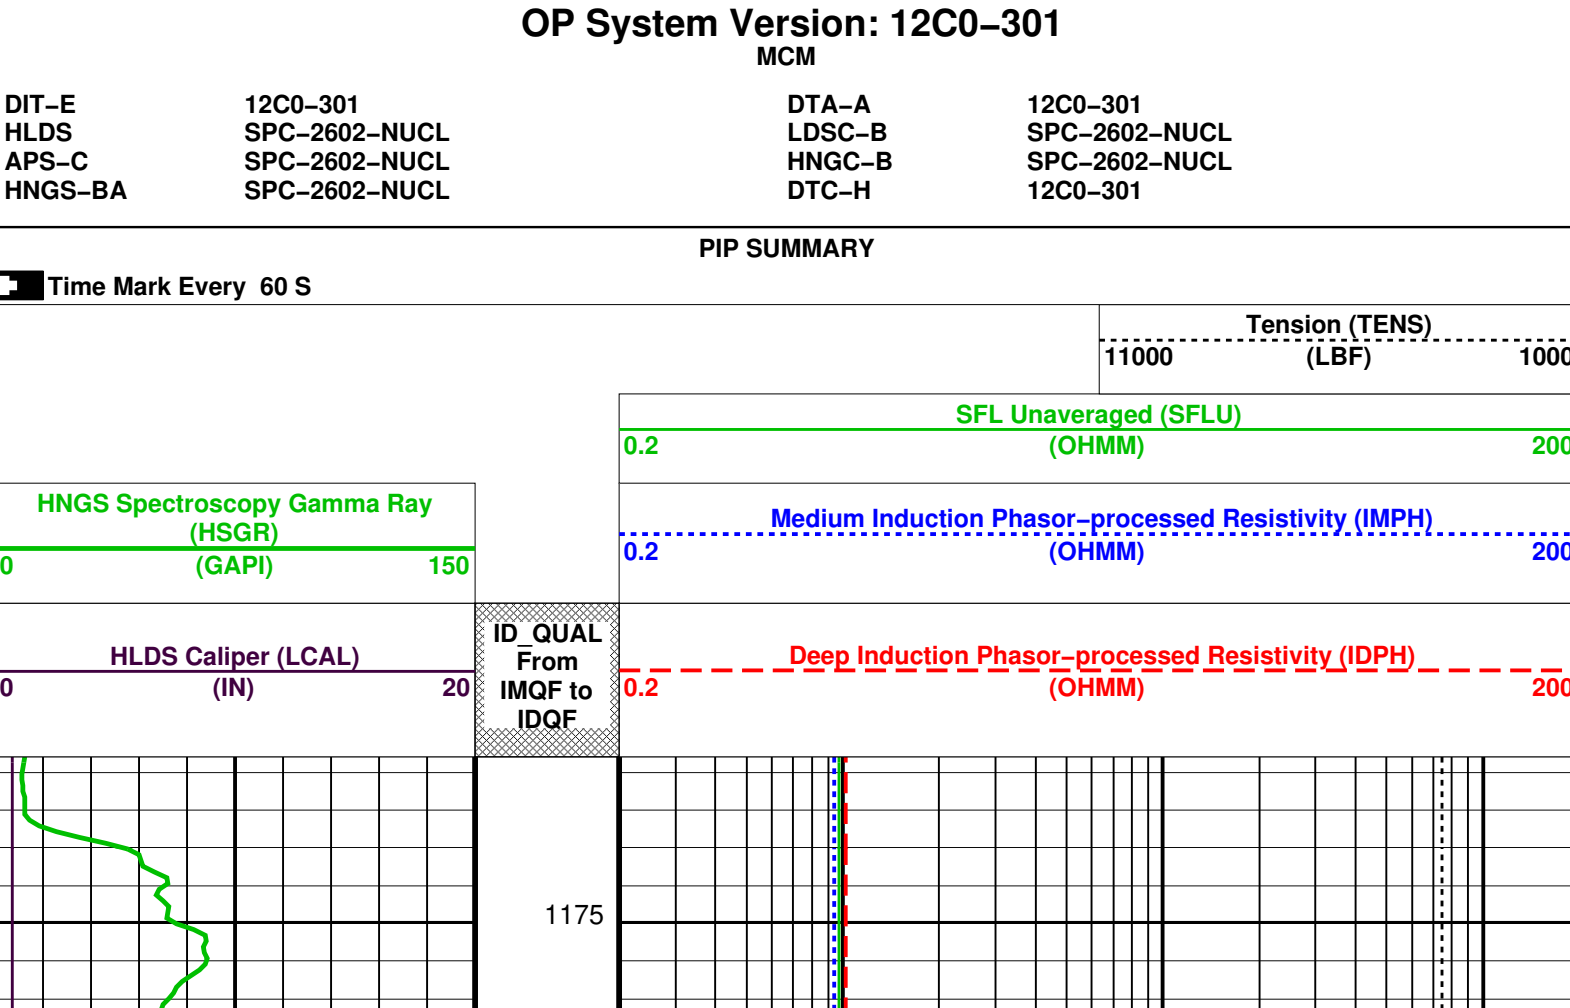 OP System Version: 12C0−301
MCM
DIT−E 12C0−301 DTA−A 12C0−301
HLDS SPC−2602−NUCL LDSC−B SPC−2602−NUCL
APS−C SPC−2602−NUCL HNGC−B SPC−2602−NUCL
HNGS−BA SPC−2602−NUCL DTC−H 12C0−301
PIP SUMMARY
Time Mark Every 60 S
Tension (TENS)
11000 (LBF) 1000
SFL Unaveraged (SFLU)
0.2 (OHMM) 200
HNGS Spectroscopy Gamma Ray
(HSGR)
0 (GAPI) 150
Medium Induction Phasor−processed Resistivity (IMPH)
0.2 (OHMM) 200
HLDS Caliper (LCAL)
0 (IN) 20
ID_QUAL
From
IMQF to
IDQF
Deep Induction Phasor−processed Resistivity (IDPH)
0.2 (OHMM) 200
1175